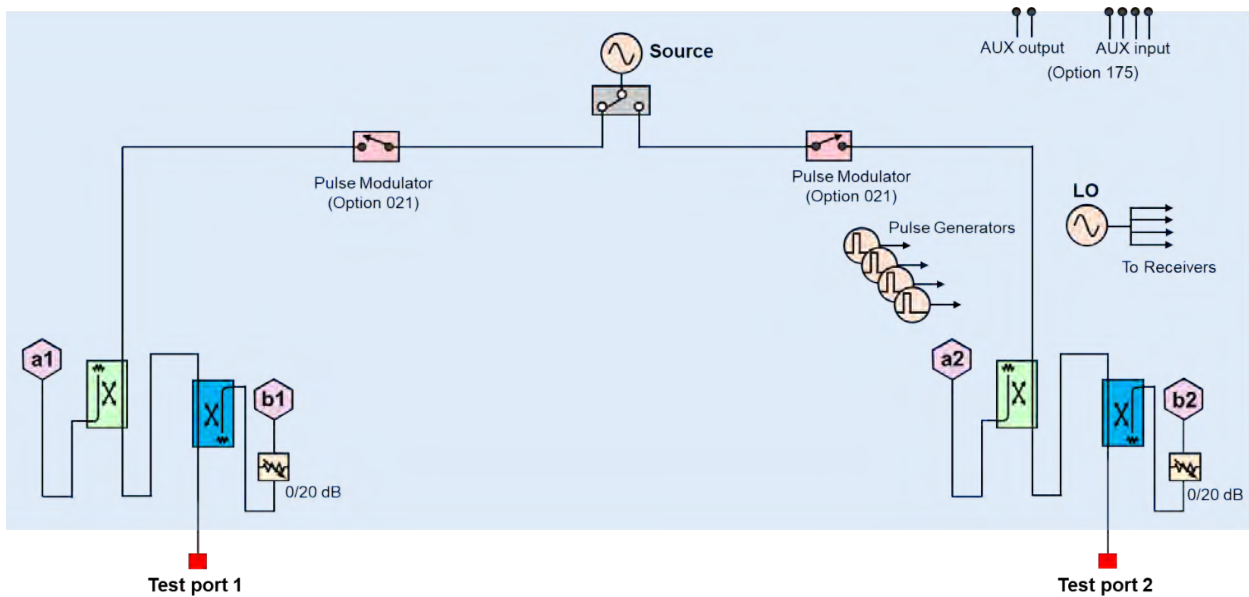 AUX output
AUX input
(Option 175)
Source
Pulse Modulator
(Option 021)
Pulse Modulator
(Option 021)
LO
Pulse Generators
To Receivers
a1
b1
a2
b2
0/20 dB
0/20 dB
Test port 1
Test port 2